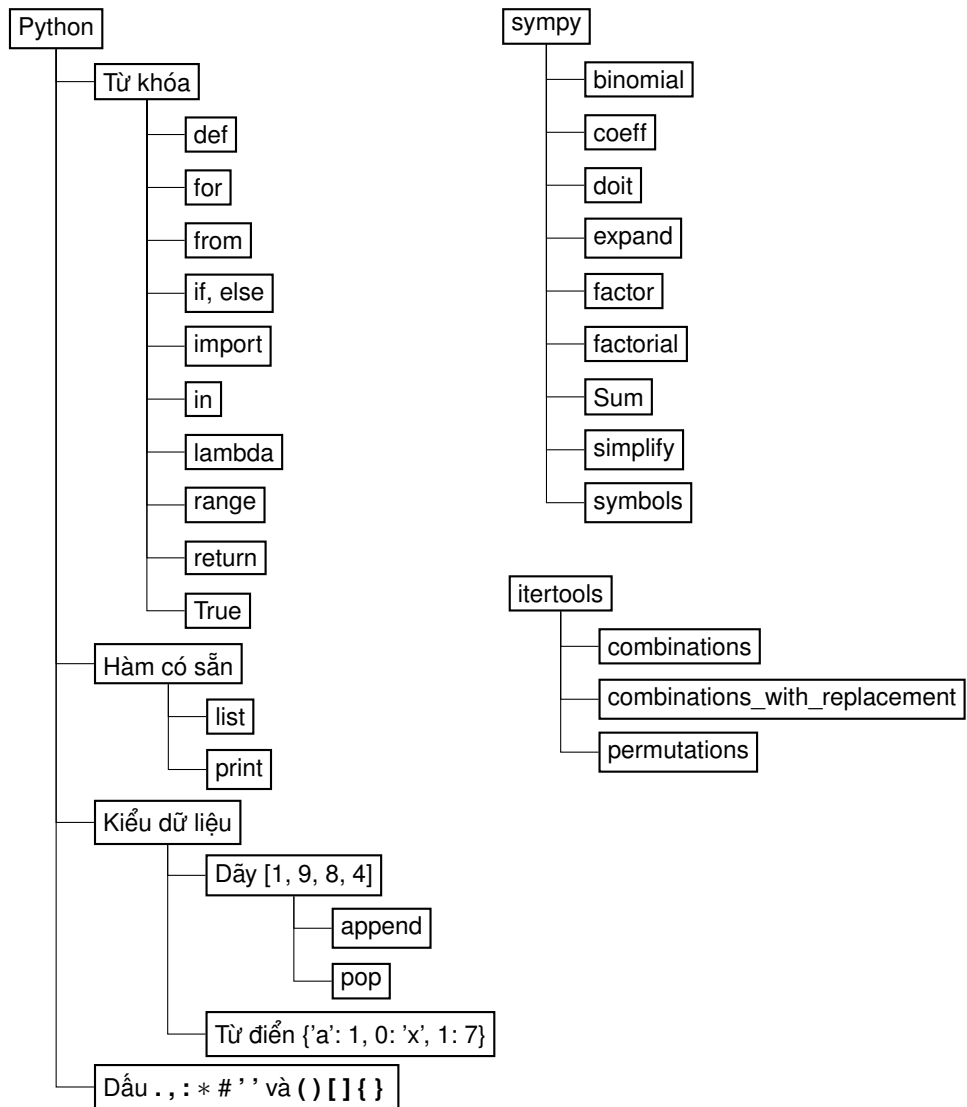 Python
Từ khóa
def
for
from
if, else
import
in
lambda
range
return
True
Hàm có sẵn
list
print
Kiểu dữ liệu
Dãy [1, 9, 8, 4]
append
pop
Từ điển {'a': 1, 0: 'x', 1: 7}
Dấu . , : * # ' ' và ( ) [ ] { }
sympy
binomial
coeff
doit
expand
factor
factorial
Sum
simplify
symbols
itertools
combinations
combinations_with_replacement
permutations